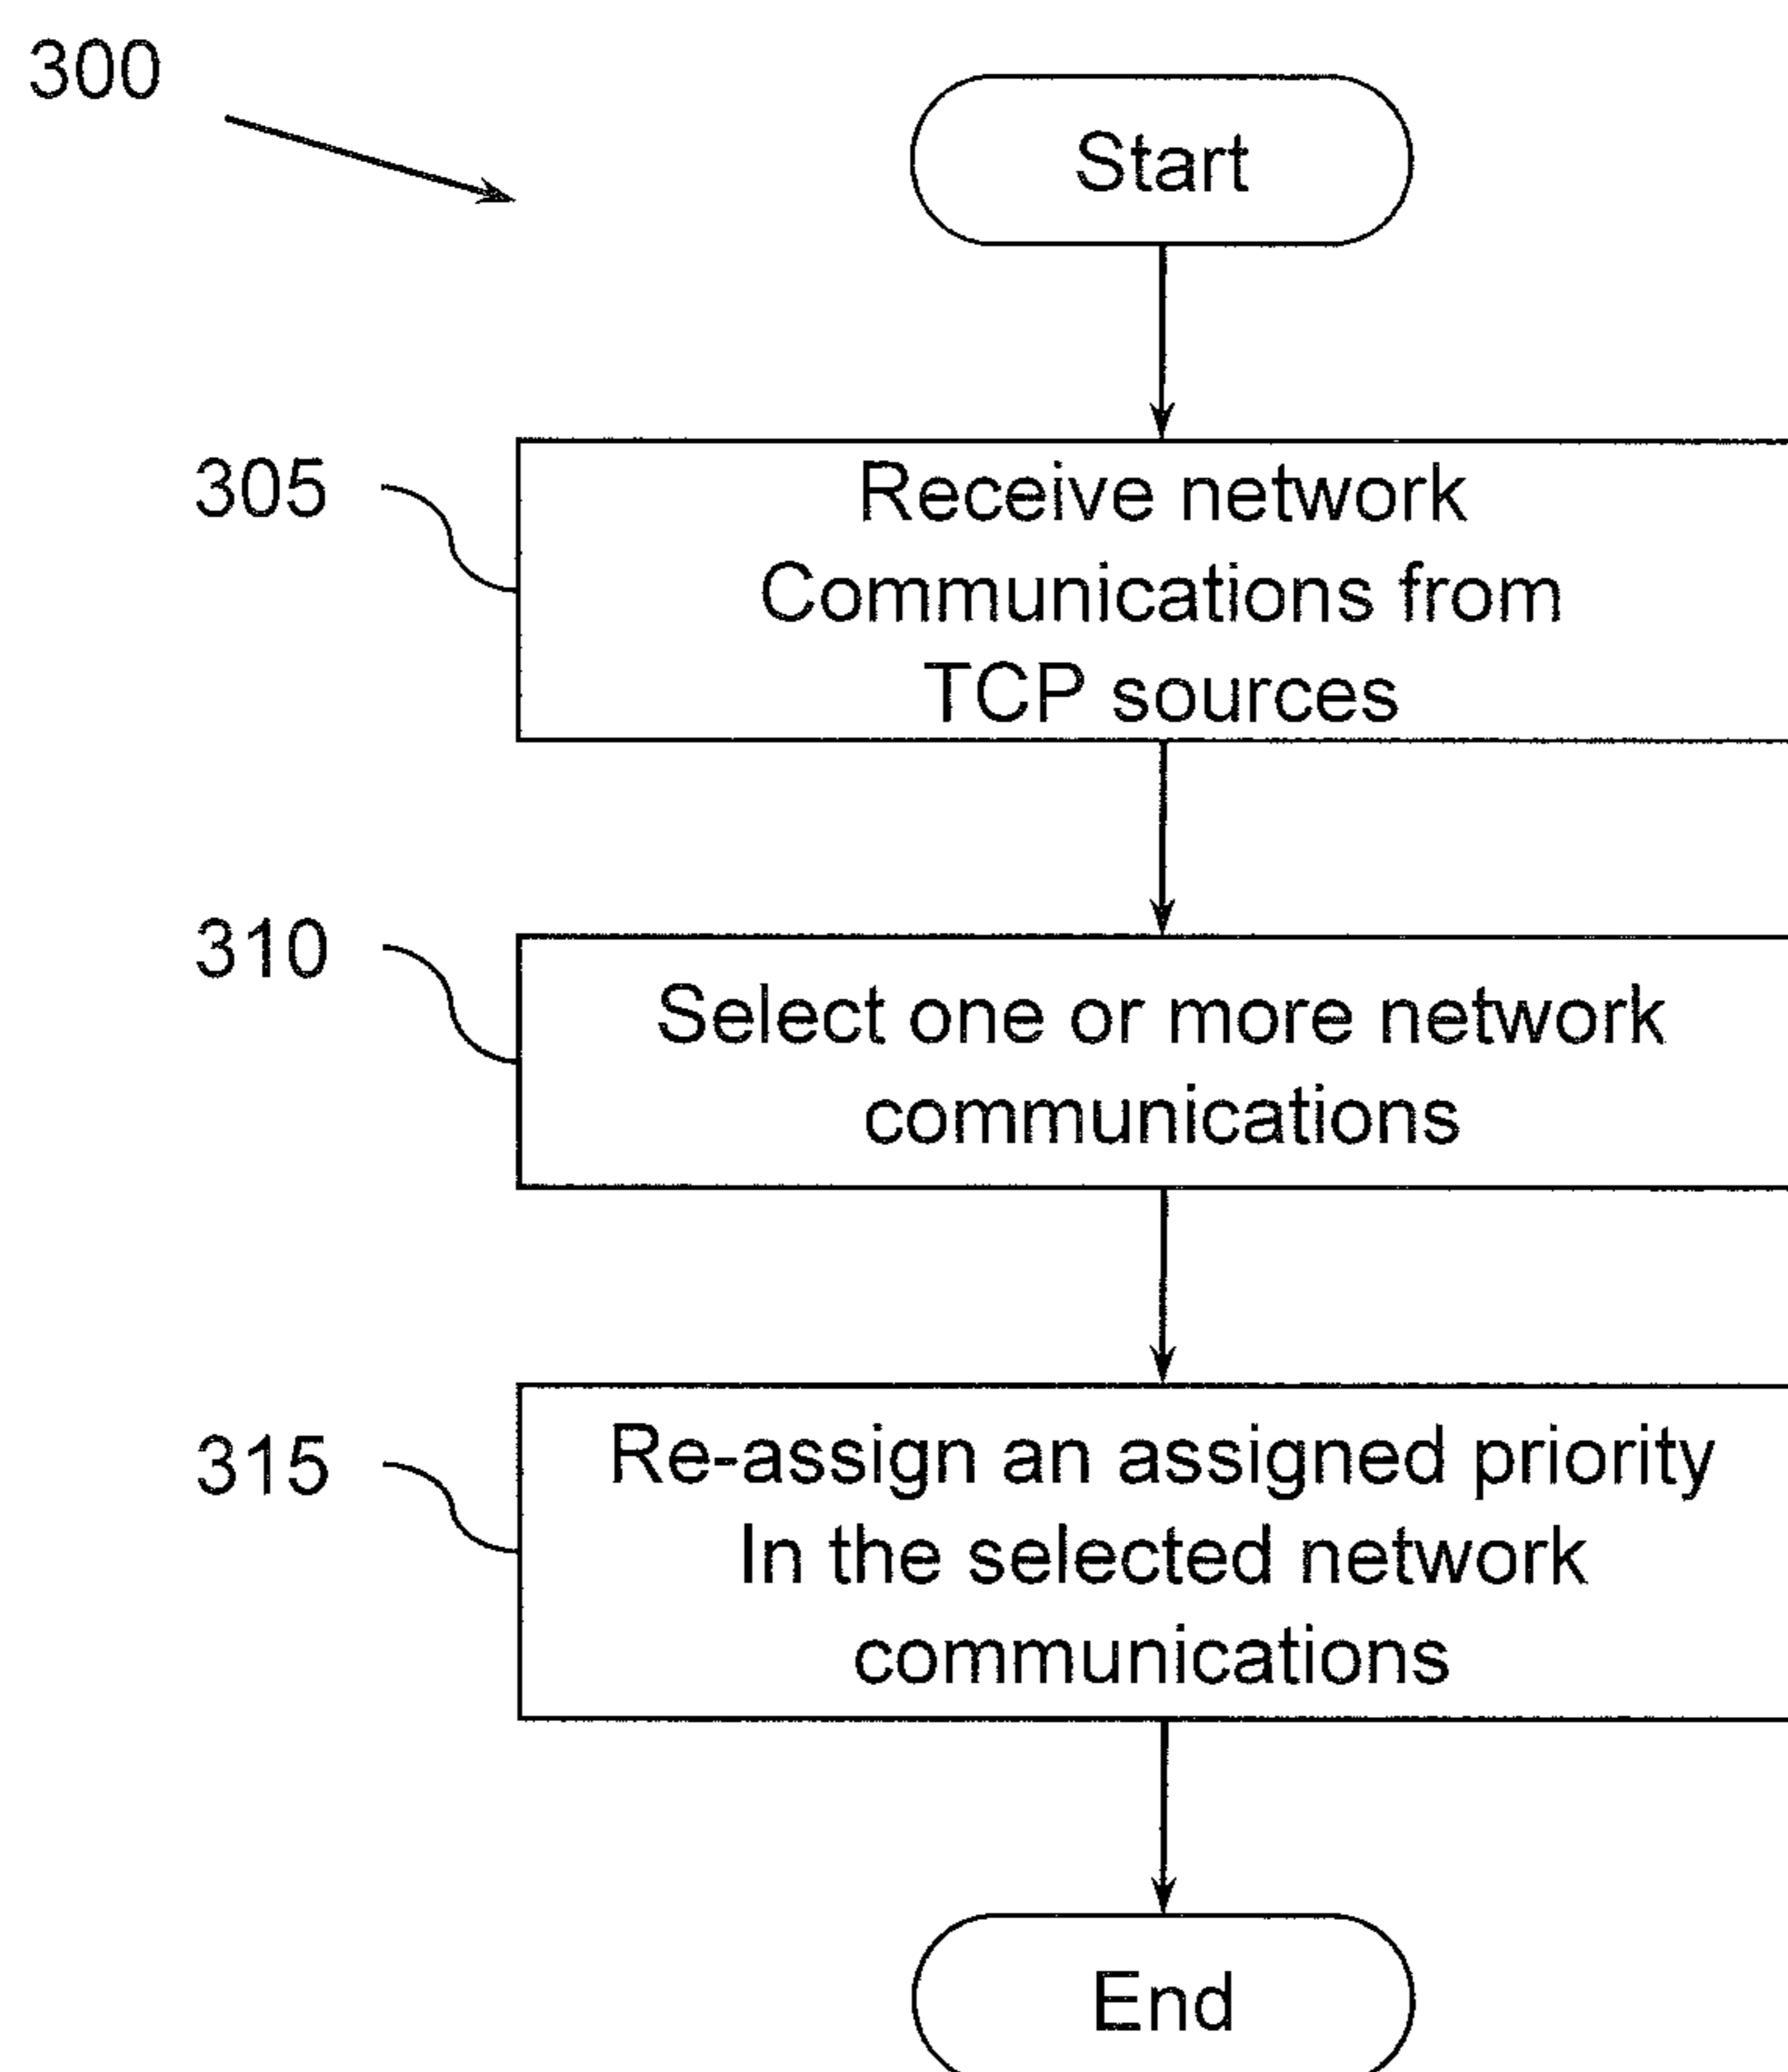 300
Start
305
Receive network
Communications from
TCP sources
310
Select one or more network
communications
315
Re-assign an assigned priority
In the selected network
communications
End